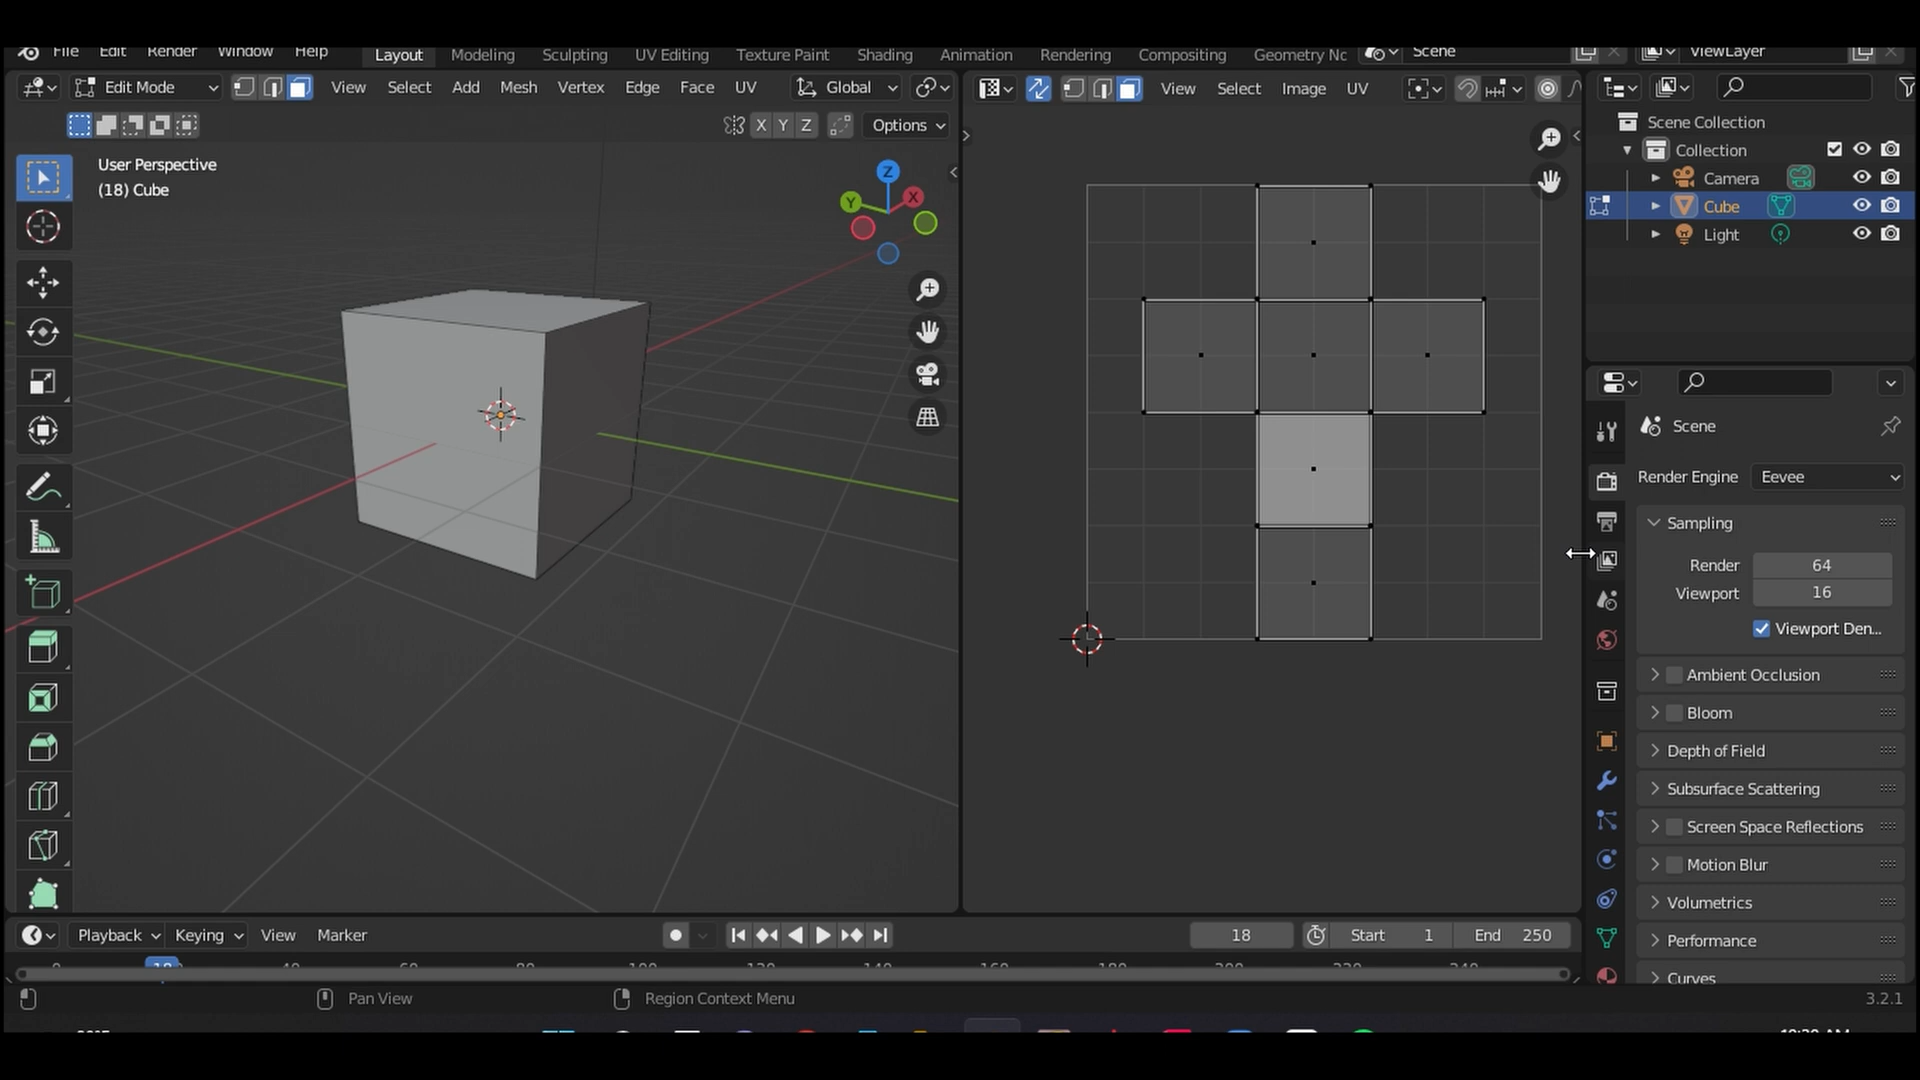 File Edit Render Window Help Layout Modeling Sculpting UV Editing Texture Paint Shading Animation Rendering Compositing Geometry Nc Scene ViewLayer
Edit Mode View Select Add Mesh Vertex Edge Face UV Global View Select Image UV
X Y Z Options
User Perspective
(18) Cube
Z
X
Y
Scene Collection
Collection
Camera
Cube
Light
Scene
Render Engine Eevee
Sampling
Render 64
Viewport 16
Viewport Den...
Ambient Occlusion
Bloom
Depth of Field
Subsurface Scattering
Screen Space Reflections
Motion Blur
Volumetrics
Performance
Curves
Playback Keying View Marker 18 Start 1 End 250
Pan View Region Context Menu 3.2.1